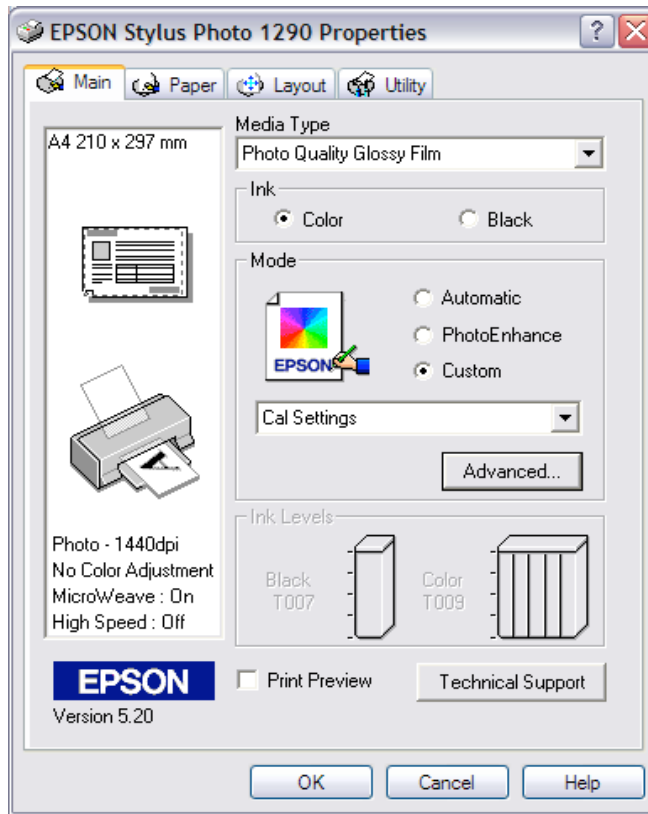 EPSON Stylus Photo 1290 Properties
Main
Paper
Layout
Utility
A4 210 x 297 mm
Media Type
Photo Quality Glossy Film
Ink
Color
Black
Mode
EPSON
Automatic
PhotoEnhance
Custom
Cal Settings
Advanced...
Ink Levels
Black
T007
Color
T009
A
Photo - 1440dpi
No Color Adjustment
MicroWeave : On
High Speed : Off
EPSON
Version 5.20
Print Preview
Technical Support
OK
Cancel
Help